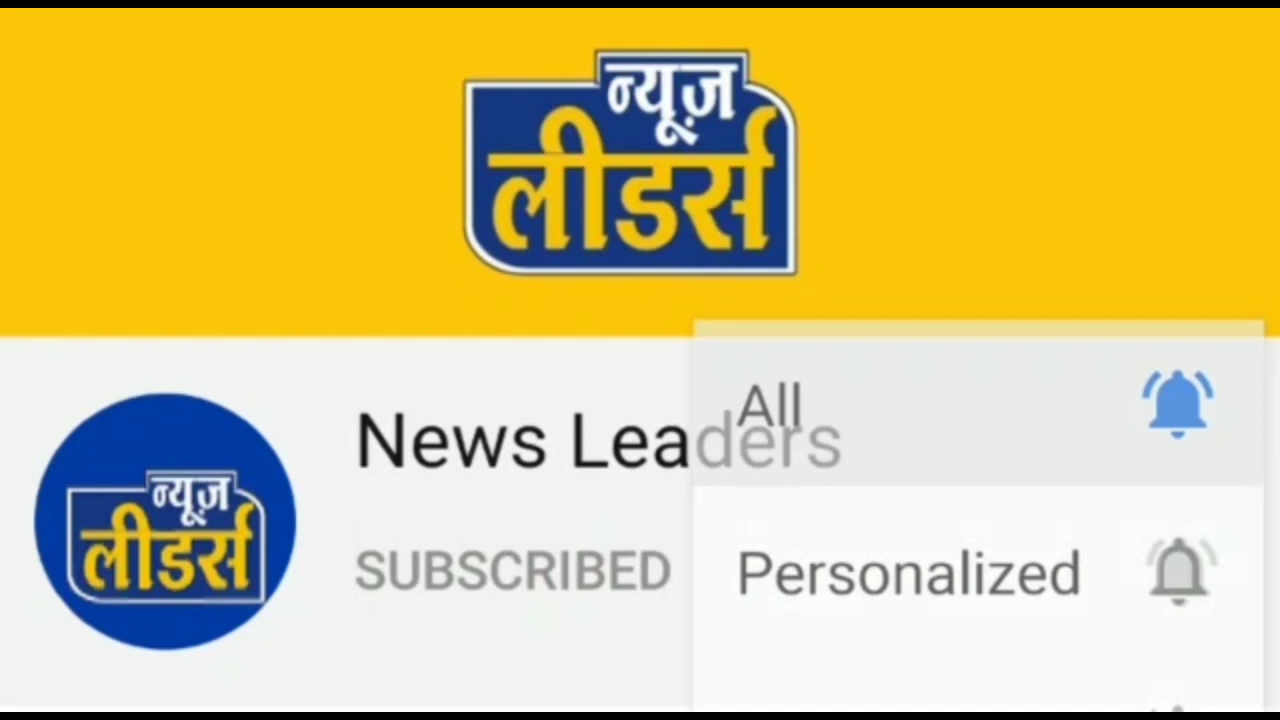 न्यूज़
लीडर्स
All
News Leaders
न्यूज़
लीडर्स
SUBSCRIBED
Personalized